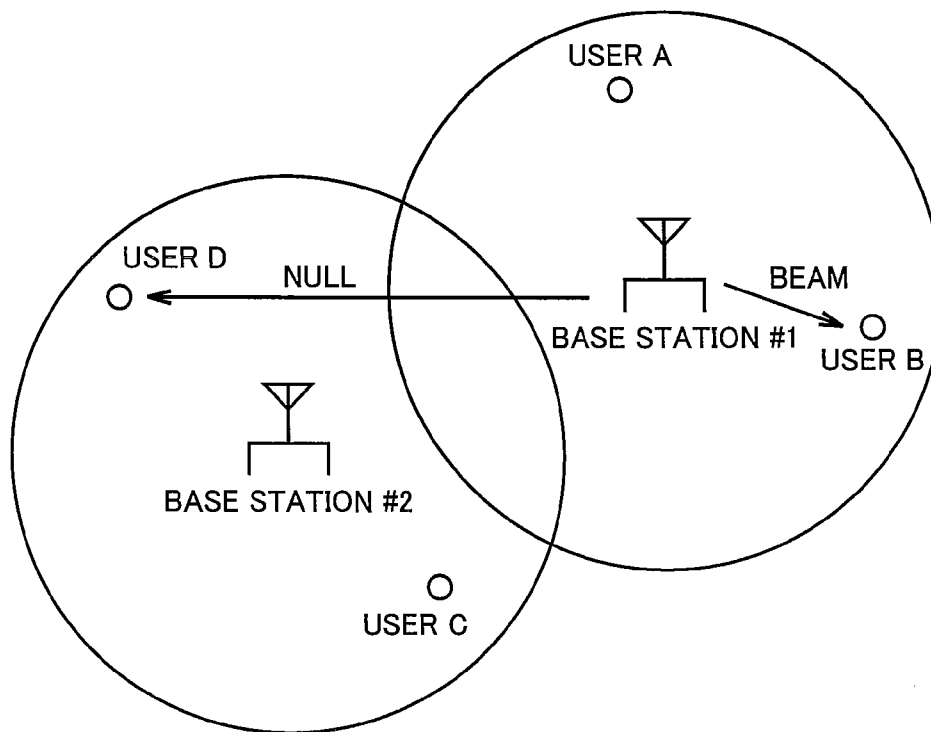 USER A
USER D
NULL
BEAM
BASE STATION #1
USER B
BASE STATION #2
USER C